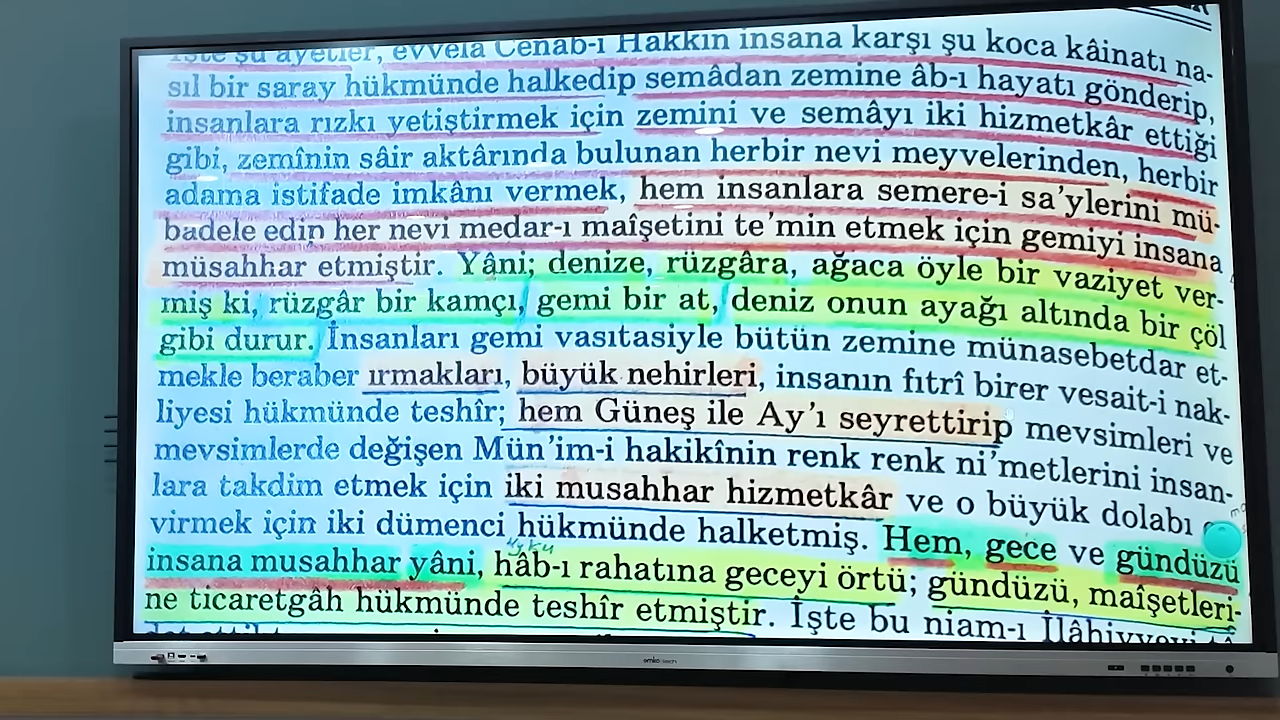 İşte şu âyetler, evvelâ Cenâb-ı Hakkın insana karşı şu koca kâinatı na-
sıl bir saray hükmünde halkedip semâdan zemine âb-ı hayatı gönderip,
insanlara rızkı yetiştirmek için zemini ve semâyı iki hizmetkâr ettiği
gibi, zemînin sâir aktârında bulunan herbir nevi meyvelerinden, herbir
adama istifade imkânı vermek, hem insanlara semere-i sa'ylerini mü-
badele edip her nevi medar-ı maîşetini te'min etmek için gemiyi insana
müsahhar etmiştir. Yâni; denize, rüzgâra, ağaca öyle bir vaziyet ver-
miş ki, rüzgâr bir kamçı, gemi bir at, deniz onun ayağı altında bir çöl
gibi durur. İnsanları gemi vasıtasiyle bütün zemine münasebetdar et-
mekle beraber ırmakları, büyük nehirleri, insanın fıtrî birer vesait-i nak-
liyesi hükmünde teshîr; hem Güneş ile Ay'ı seyrettirip mevsimleri ve
mevsimlerde değişen Mün'im-i hakikînin renk renk ni'metlerini insan-
lara takdim etmek için iki musahhar hizmetkâr ve o büyük dolabı
virmek için iki dümenci hükmünde halketmiş. Hem, gece ve gündüzü
uyku
insana musahhar yâni, hâb-ı rahatına geceyi örtü; gündüzü, maîşetleri-
ne ticaretgâh hükmünde teshîr etmiştir. İşte bu niam-ı İlâhiyyeyi